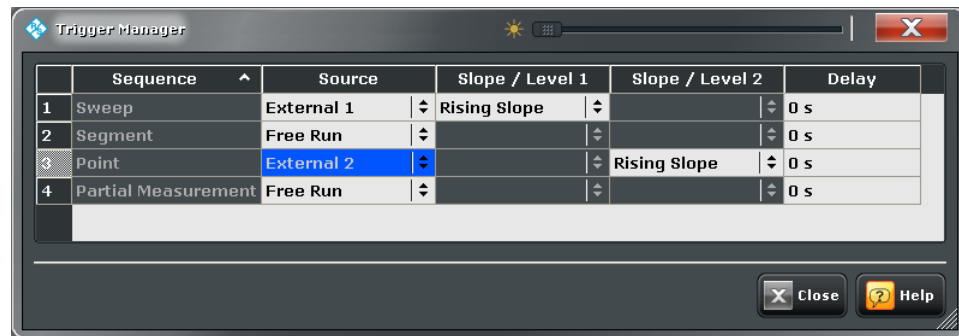 Trigger Manager
Sequence Source Slope / Level 1 Slope / Level 2 Delay
1 Sweep External 1 Rising Slope 0 s
2 Segment Free Run 0 s
3 Point External 2 Rising Slope 0 s
4 Partial Measurement Free Run 0 s
Close Help